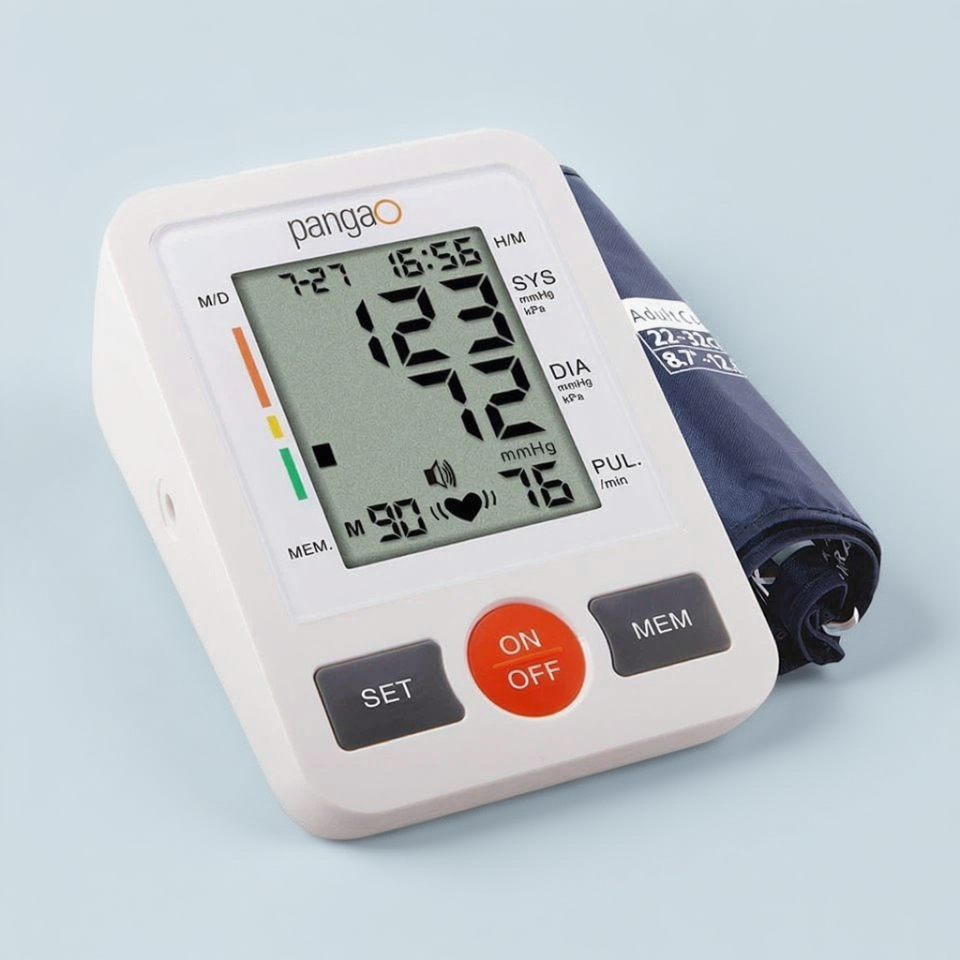 pangao
H/M
M/D
7-27 16:56
123
SYS
mmHg
kPa
72
DIA
mmHg
kPa
mmHg
76
PUL.
/min
M 90
MEM.
SET
ON
OFF
MEM
Adult
22-32
8.7"-12.